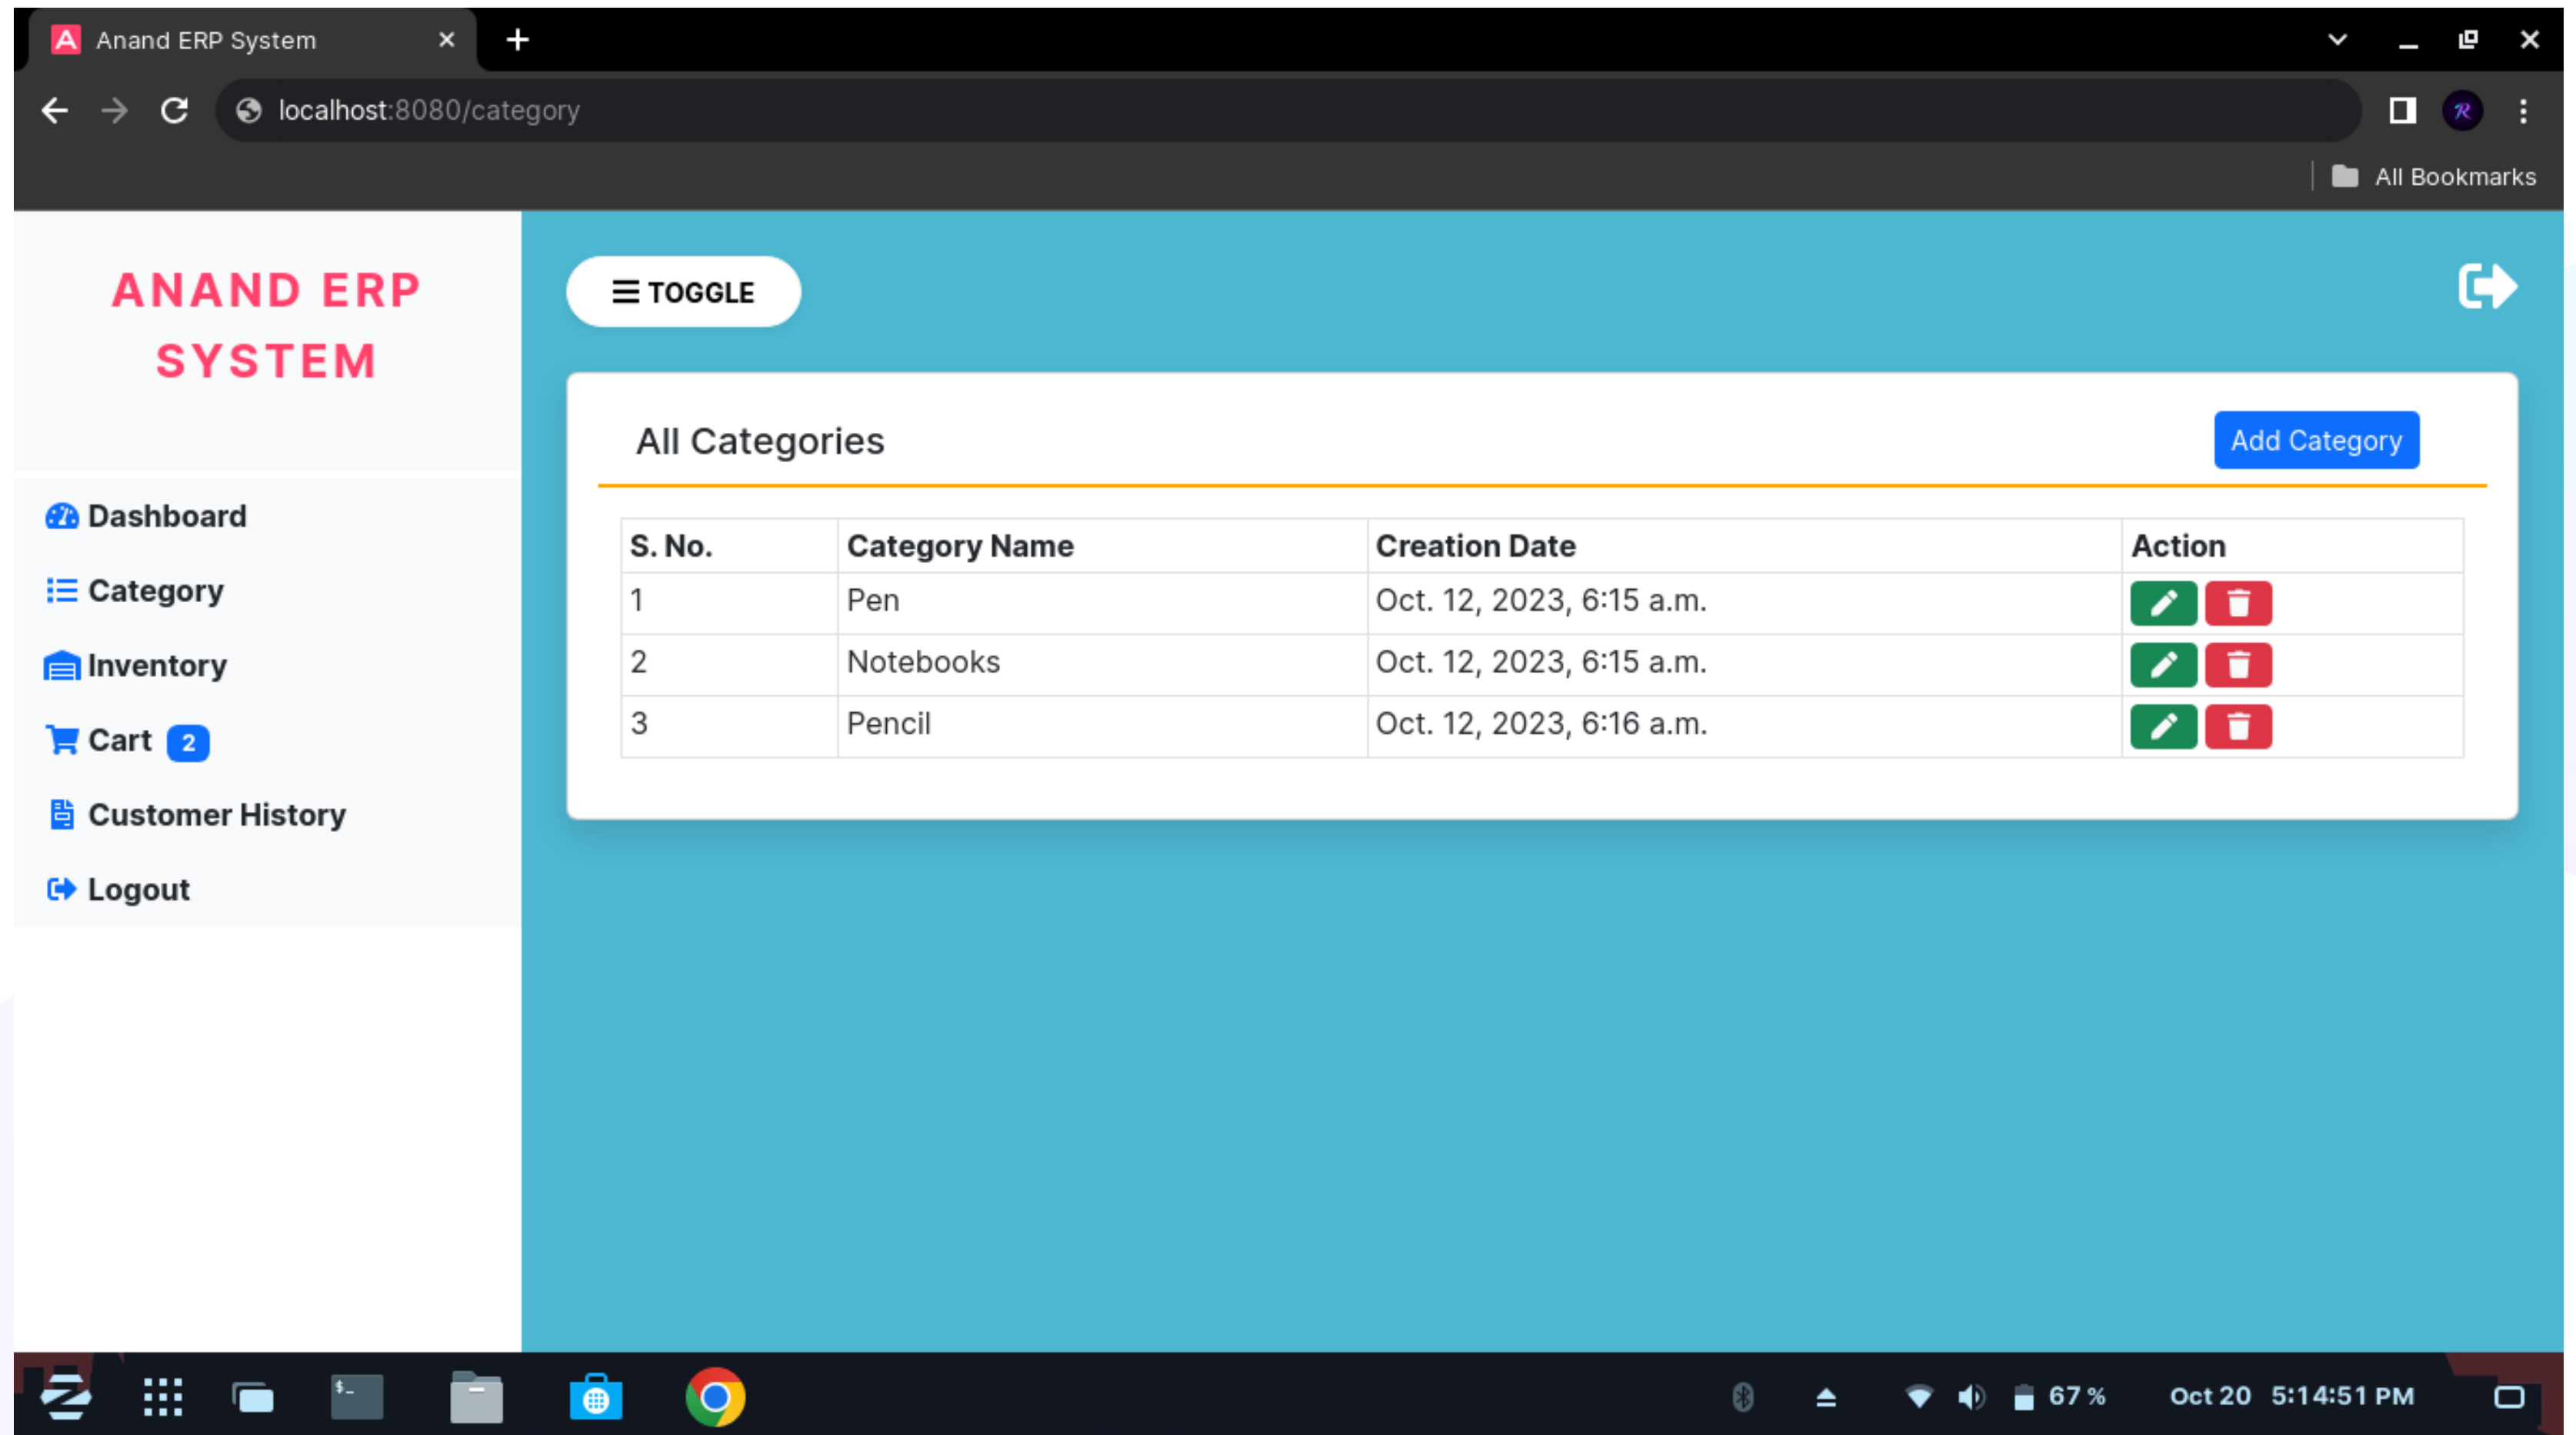 Anand ERP System
localhost:8080/category
All Bookmarks
ANAND ERP
SYSTEM
Dashboard
Category
Inventory
Cart 2
Customer History
Logout
TOGGLE
All Categories
Add Category
S. No. Category Name Creation Date Action
1 Pen Oct. 12, 2023, 6:15 a.m.
2 Notebooks Oct. 12, 2023, 6:15 a.m.
3 Pencil Oct. 12, 2023, 6:16 a.m.
67 % Oct 20 5:14:51 PM